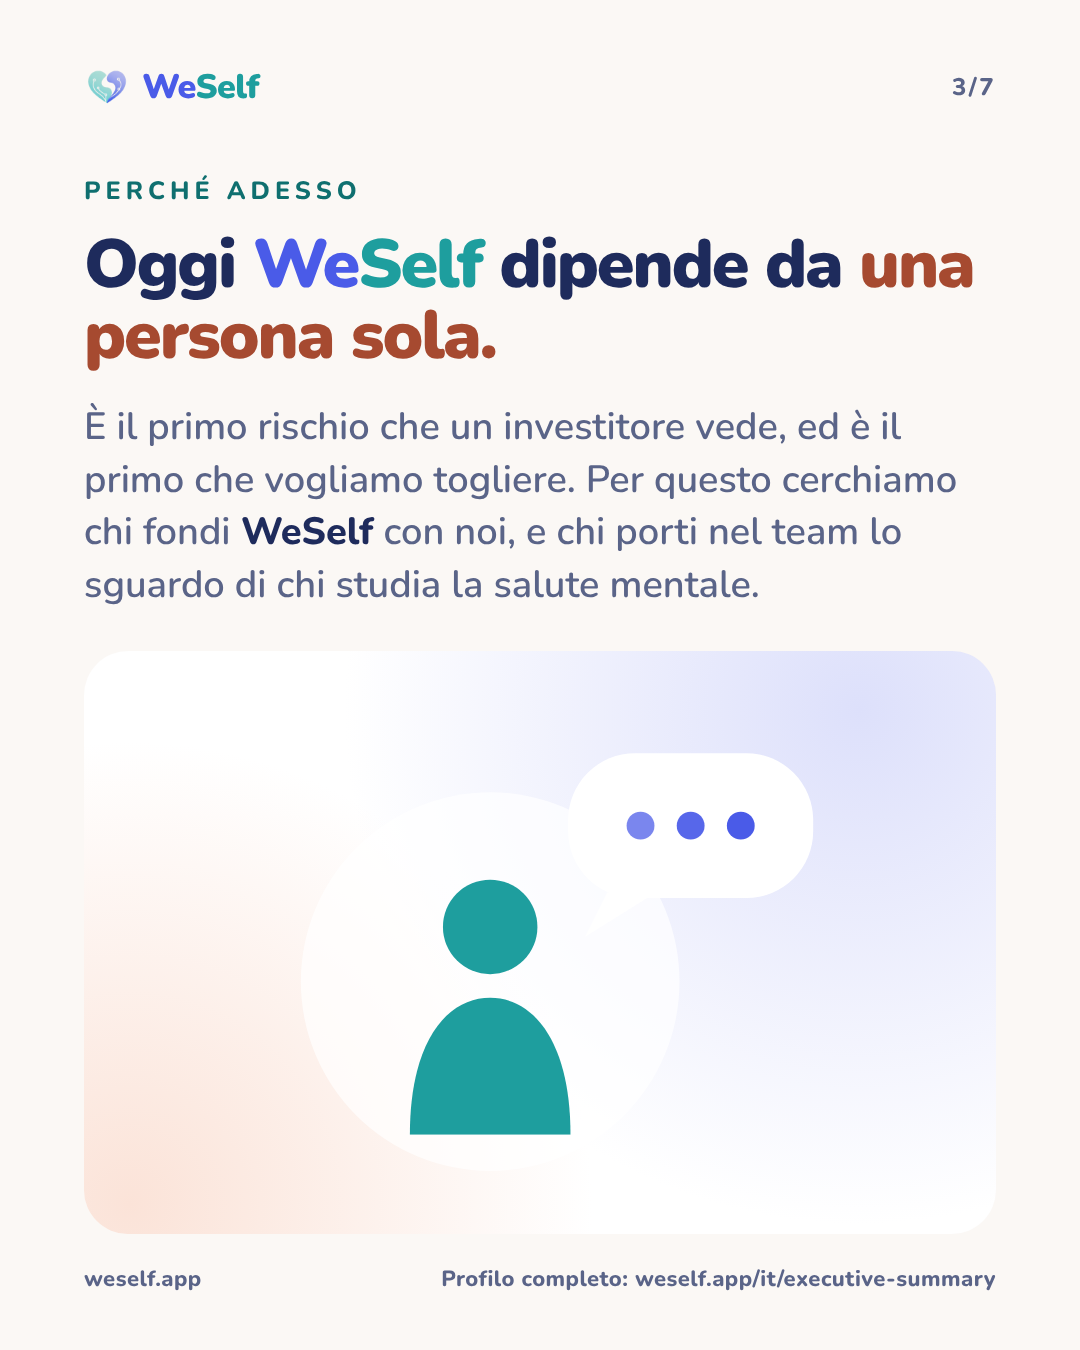 WeSelf
3/7
PERCHÉ ADESSO
Oggi WeSelf dipende da una
persona sola.
È il primo rischio che un investitore vede, ed è il
primo che vogliamo togliere. Per questo cerchiamo
chi fondi WeSelf con noi, e chi porti nel team lo
sguardo di chi studia la salute mentale.
weself.app
Profilo completo: weself.app/it/executive-summary